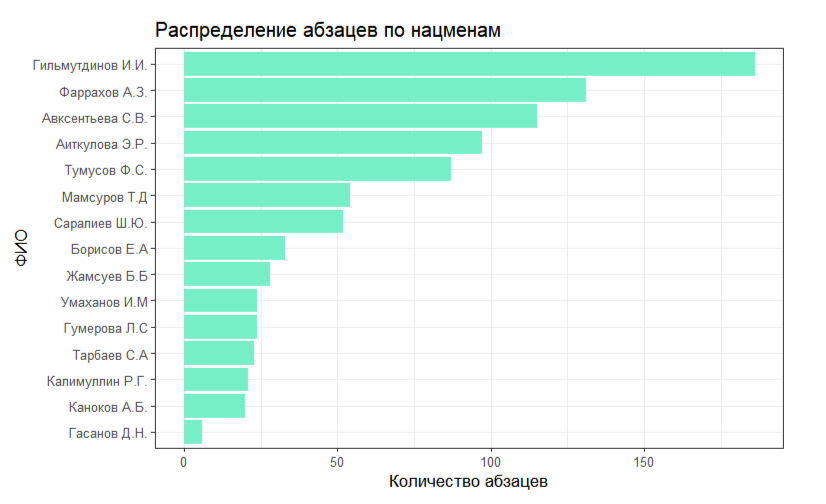 Распределение абзацев по нацменам
Гильмутдинов И.И.
Фаррахов А.З.
Авксентьева С.В.
Аиткулова Э.Р.
Тумусов Ф.С.
Мамсуров Т.Д
Саралиев Ш.Ю.
Борисов Е.А
Жамсуев Б.Б
Умаханов И.М
Гумерова Л.С
Тарбаев С.А
Калимуллин Р.Г.
Каноков А.Б.
Гасанов Д.Н.
ФИО
0 50 100 150
Количество абзацев